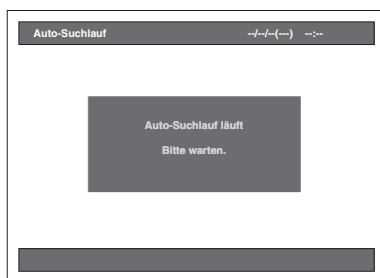 Auto-Suchlauf --/--/--(---) --:--
Auto-Suchlauf läuft
Bitte warten.